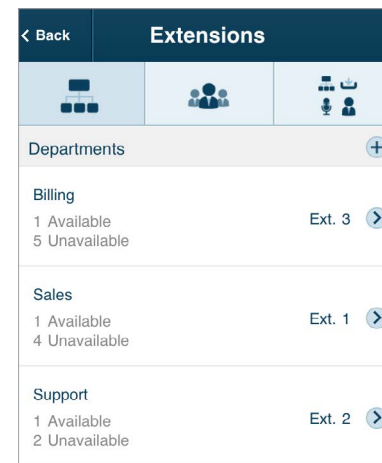 Back
Extensions
Departments
Billing
1 Available
5 Unavailable
Ext. 3
Sales
1 Available
4 Unavailable
Ext. 1
Support
1 Available
2 Unavailable
Ext. 2